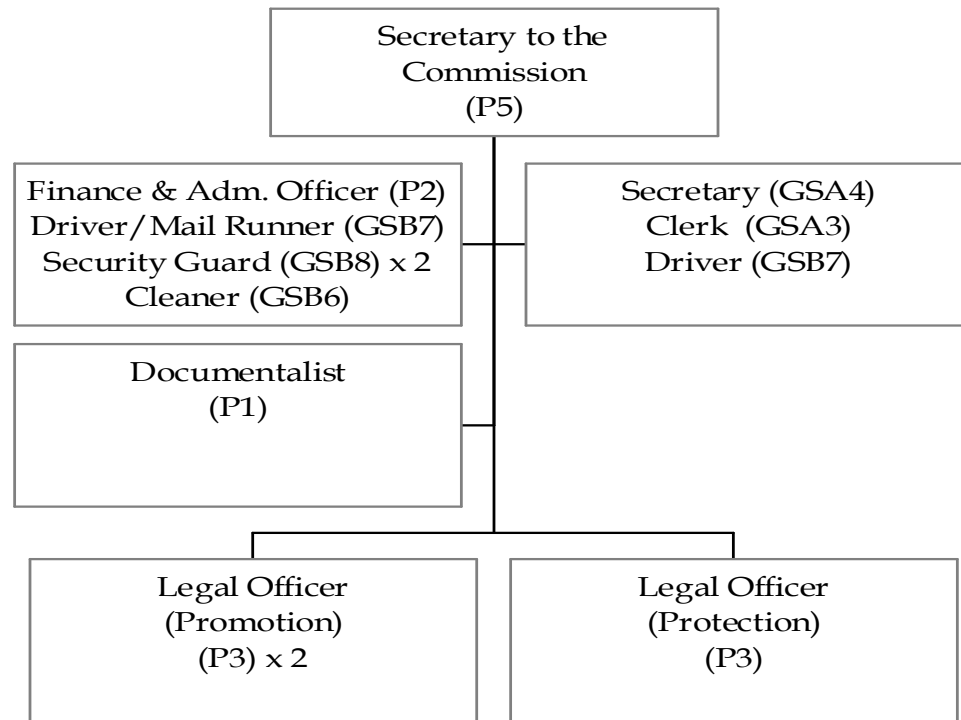 Secretary to the
Commission
(P5)
Finance & Adm. Officer (P2)
Driver/Mail Runner (GSB7)
Security Guard (GSB8) x 2
Cleaner (GSB6)
Secretary (GSA4)
Clerk (GSA3)
Driver (GSB7)
Documentalist
(P1)
Legal Officer
(Promotion)
(P3) x 2
Legal Officer
(Protection)
(P3)